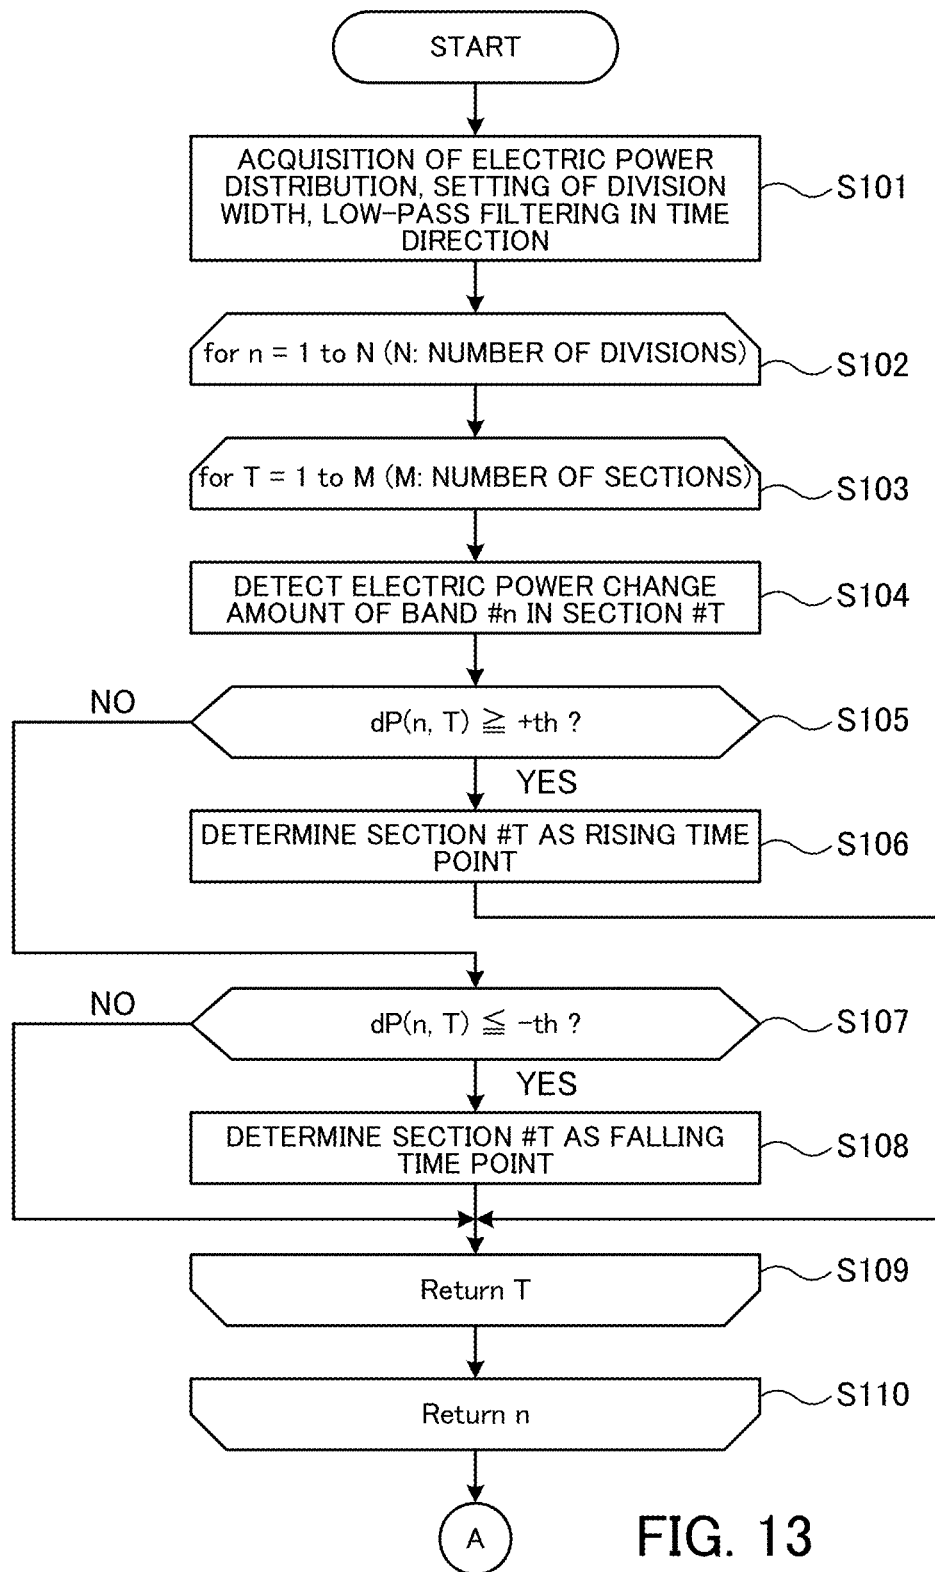 START
ACQUISITION OF ELECTRIC POWER
DISTRIBUTION, SETTING OF DIVISION
WIDTH, LOW-PASS FILTERING IN TIME
DIRECTION
S101
for n = 1 to N (N: NUMBER OF DIVISIONS)
S102
for T = 1 to M (M: NUMBER OF SECTIONS)
S103
DETECT ELECTRIC POWER CHANGE
AMOUNT OF BAND #n IN SECTION #T
S104
NO
dP(n, T) ≧ +th ?
S105
YES
DETERMINE SECTION #T AS RISING TIME
POINT
S106
NO
dP(n, T) ≦ -th ?
S107
YES
DETERMINE SECTION #T AS FALLING
TIME POINT
S108
Return T
S109
Return n
S110
A
FIG. 13